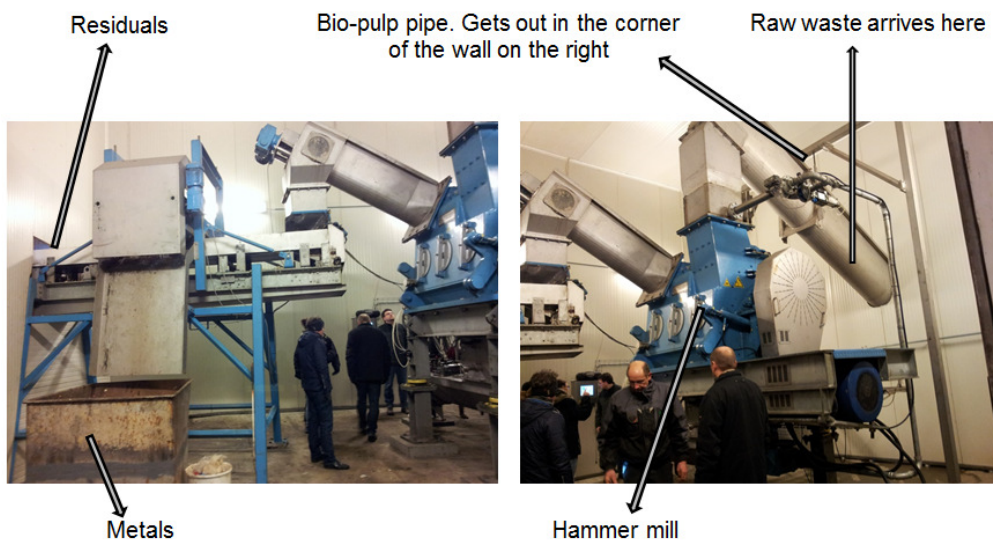 Residuals
Bio-pulp pipe. Gets out in the corner
of the wall on the right
Raw waste arrives here
Metals
Hammer mill